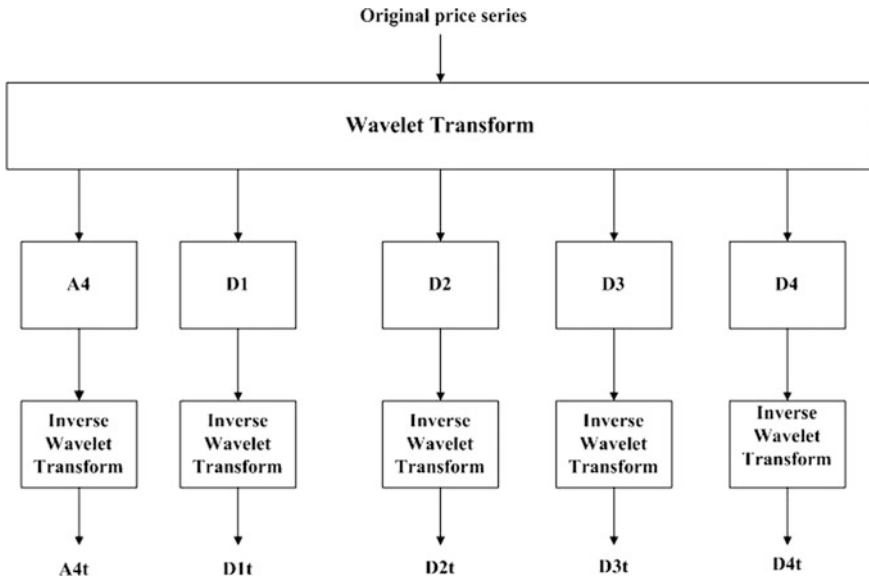 Original price series
Wavelet Transform
A4
D1
D2
D3
D4
Inverse
Wavelet
Transform
Inverse
Wavelet
Transform
Inverse
Wavelet
Transform
Inverse
Wavelet
Transform
Inverse
Wavelet
Transform
A4t
D1t
D2t
D3t
D4t